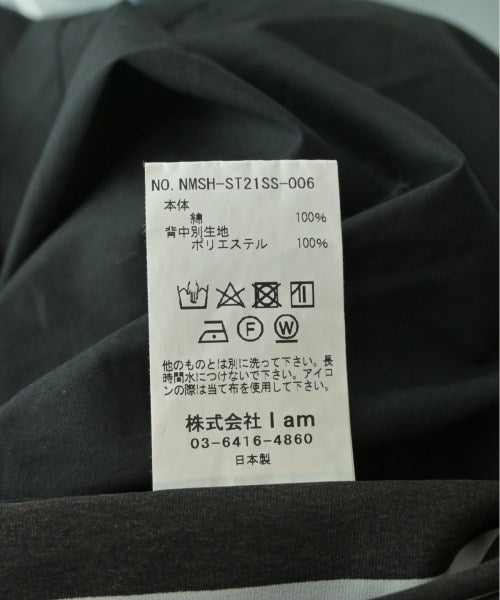 NO. NMSH-ST21SS-006
本体
綿 100%
背中別生地
ポリエステル 100%
F W
他のものとは別に洗って下さい。長
時間水につけないで下さい。アイロ
ンの際は当て布を使用して下さい。
株式会社 I am
03-6416-4860
日本製